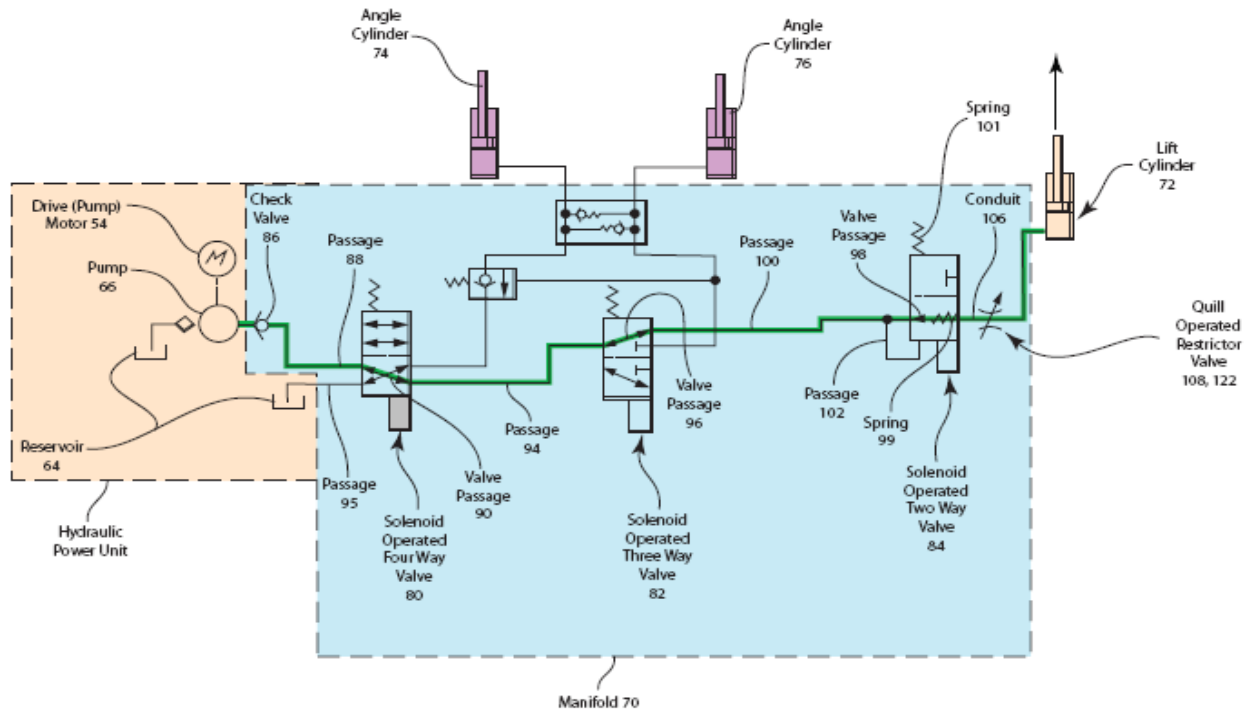 Angle
Cylinder
74
Angle
Cylinder
76
Spring
101
Lift
Cylinder
72
Drive (Pump)
Motor 54
M
Check
Valve
86
Passage
88
Valve
Passage
98
Conduit
106
Passage
100
Pump
66
Quill
Operated
Restrictor
Valve
108, 122
Reservoir
64
Passage
95
Valve
Passage
90
Passage
94
Valve
Passage
96
Passage
102
Spring
99
Hydraulic
Power Unit
Solenoid
Operated
Four Way
Valve
80
Solenoid
Operated
Three Way
Valve
82
Solenoid
Operated
Two Way
Valve
84
Manifold 70